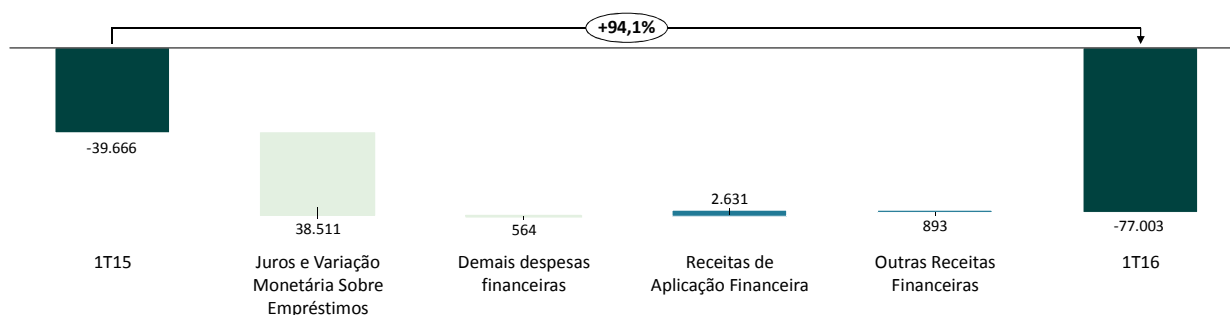 +94,1%
-39.666
38.511
564
2.631
893
-77.003
1T15
Juros e Variação
Monetária Sobre
Empréstimos
Demais despesas
financeiras
Receitas de
Aplicação Financeira
Outras Receitas
Financeiras
1T16